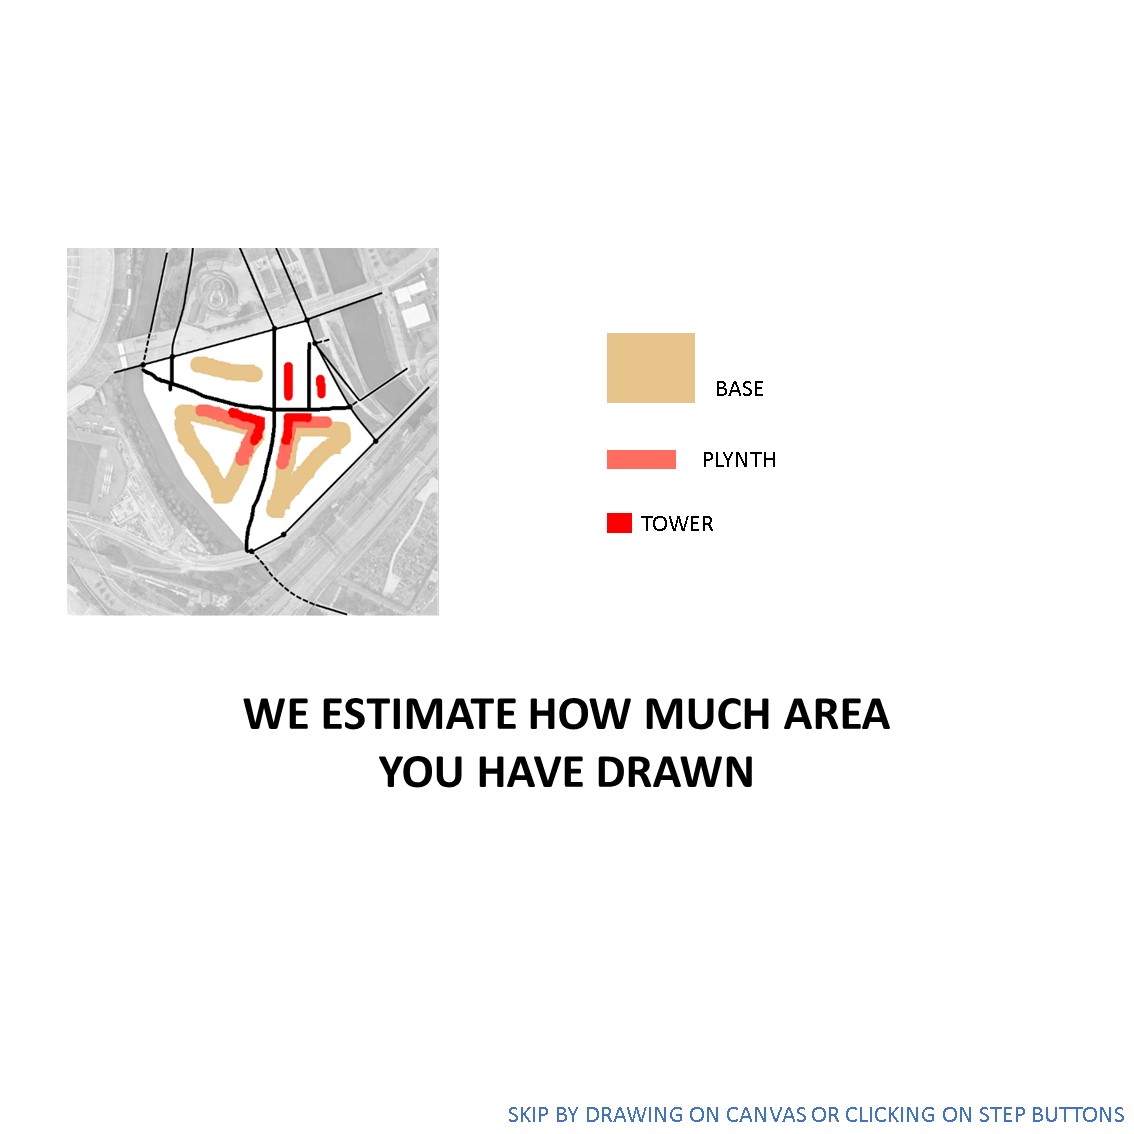 BASE
PLYNTH
TOWER
WE ESTIMATE HOW MUCH AREA
YOU HAVE DRAWN
SKIP BY DRAWING ON CANVAS OR CLICKING ON STEP BUTTONS